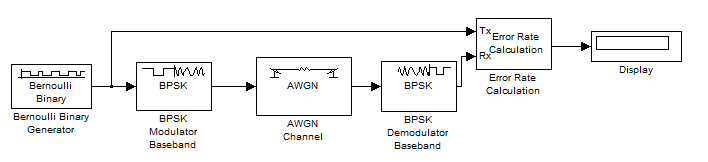 Tx
Error Rate
Calculation
Rx
Error Rate
Calculation
Display
Bernoulli
Binary
Bernoulli Binary
Generator
BPSK
BPSK
Modulator
Baseband
AWGN
AWGN
Channel
BPSK
BPSK
Demodulator
Baseband